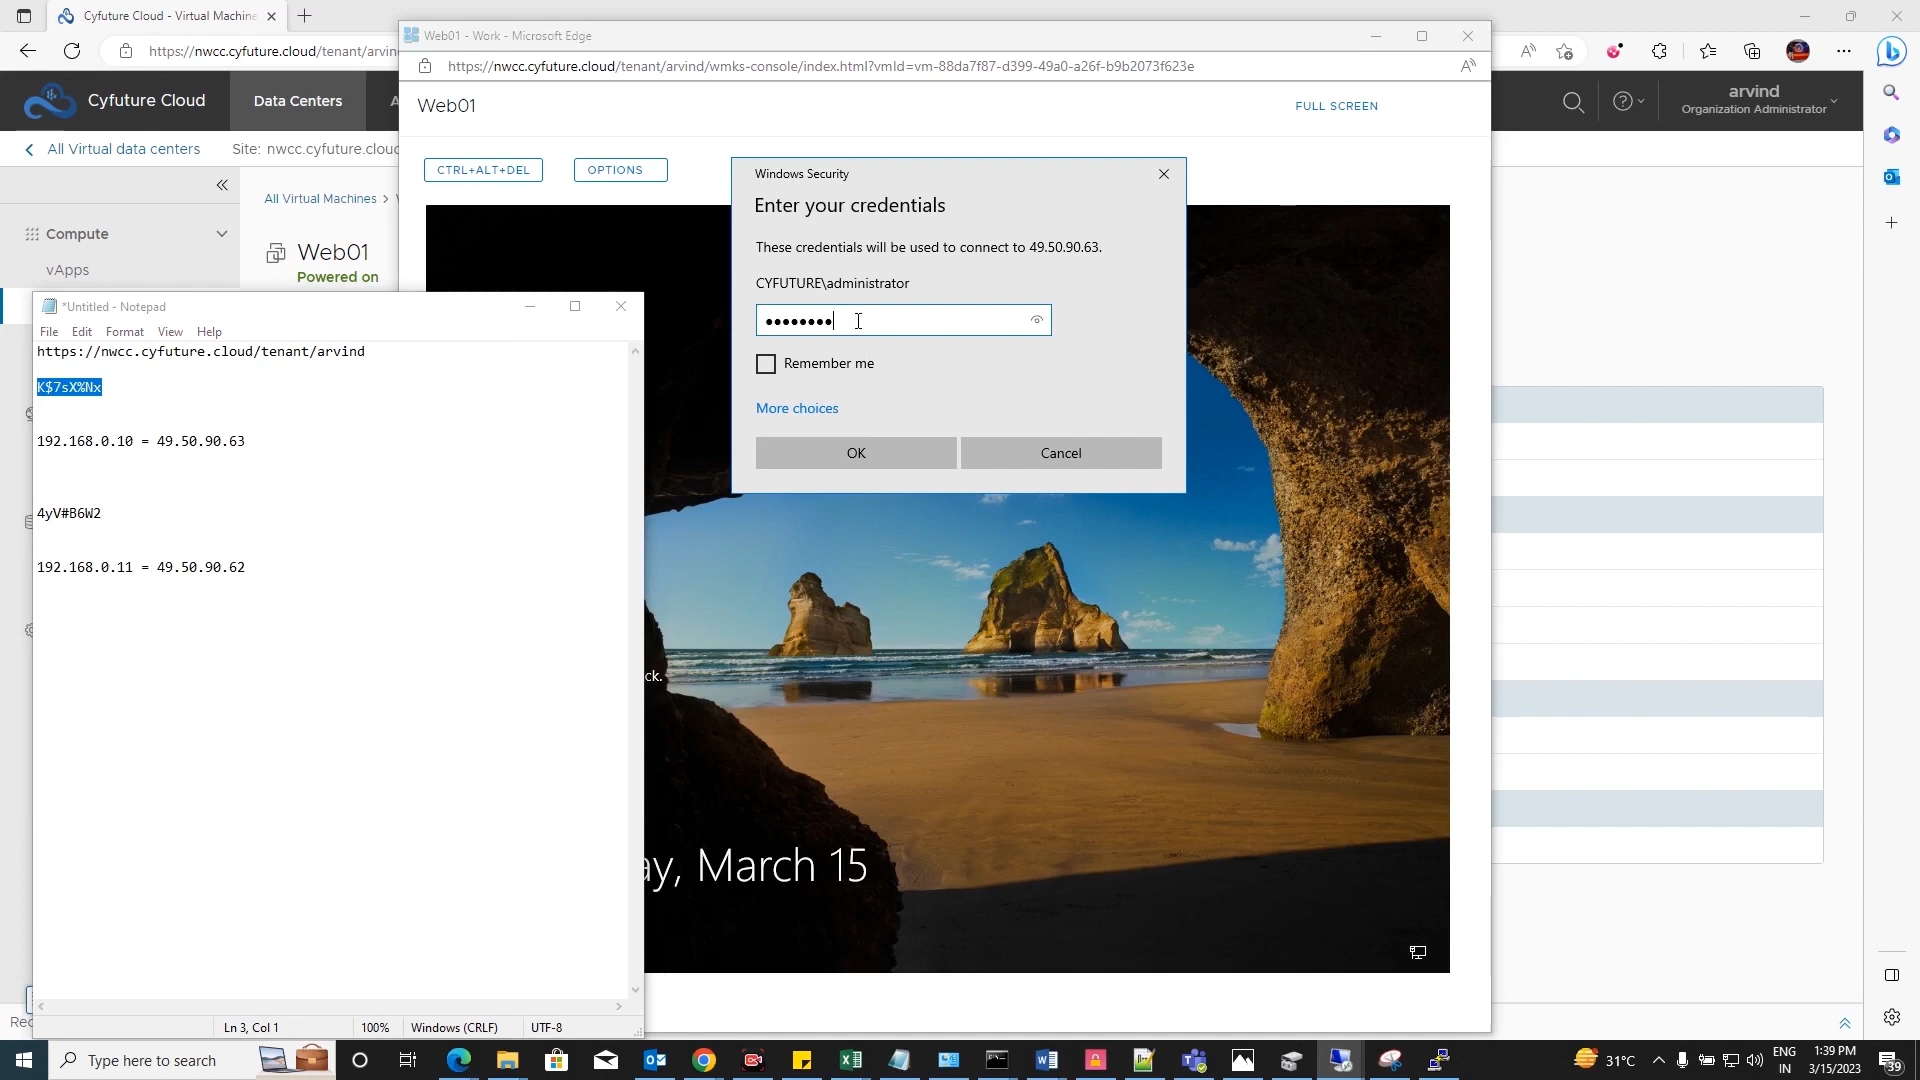 Cyfuture Cloud - Virtual Machine
https://nwcc.cyfuture.cloud/tenant/arvin
Cyfuture Cloud
Data Centers
arvind
Organization Administrator
All Virtual data centers
Site: nwcc.cyfuture.cloud
All Virtual Machines >
Compute
vApps
Web01
Powered on
Web01 - Work - Microsoft Edge
https://nwcc.cyfuture.cloud/tenant/arvind/wmks-console/index.html?vmId=vm-88da7f87-d399-49a0-a26f-b9b2073f623e
Web01
FULL SCREEN
CTRL+ALT+DEL
OPTIONS
Windows Security
Enter your credentials
These credentials will be used to connect to 49.50.90.63.
CYFUTURE\administrator
●●●●●●●●
Remember me
More choices
OK
Cancel
*Untitled - Notepad
File Edit Format View Help
https://nwcc.cyfuture.cloud/tenant/arvind
K$7sX%Nx
192.168.0.10 = 49.50.90.63
4yV#B6W2
192.168.0.11 = 49.50.90.62
Ln 3, Col 1
100%
Windows (CRLF)
UTF-8
ck.
ay, March 15
Rec
Type here to search
31°C
ENG
IN
1:39 PM
3/15/2023
39